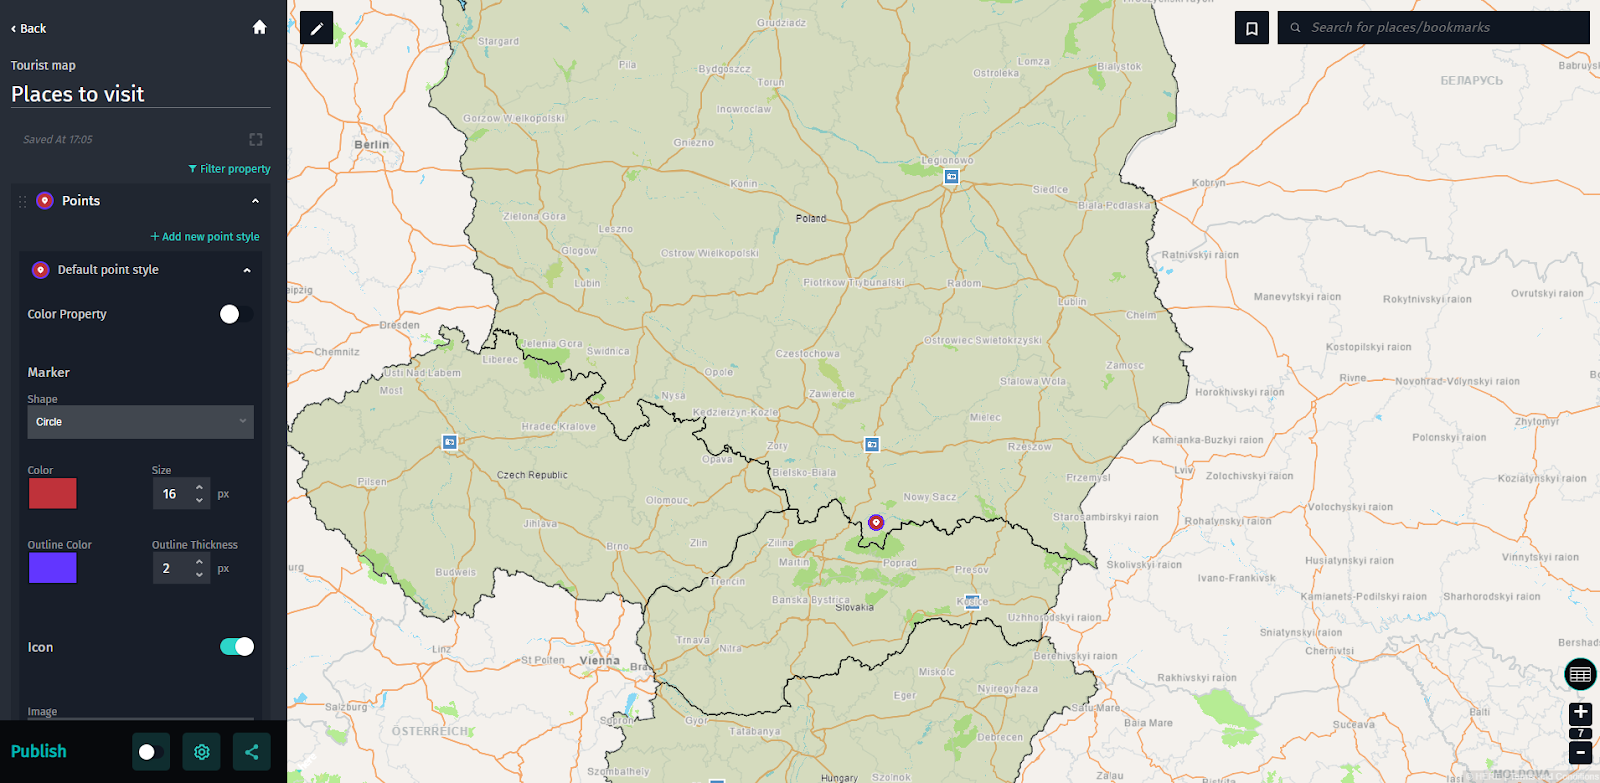 Back
Tourist map
Places to visit
Saved At 17:05
Filter property
Points
+ Add new point style
Default point style
Color Property
Marker
Shape
Circle
Color
Size
16
px
Outline Color
Outline Thickness
2
px
Icon
Image
Publish
Search for places/bookmarks
Grudziadz
Stargard
Lomza
Ostroleka
Bialystok
Pila
Bydgoszcz
Torun
БЕЛАРУСЬ
Babruys
Inowroclaw
Gorzow Wielkopolski
Berlin
Gniezno
Legionowo
Konin
Siedlce
Kobryn
Biala-Podlaska
Zielona Góra
Poland
Leszno
Glogow
Ostrow Wielkopolski
Ratnivskyi raion
Lubin
Piotrkow Trybunalski
Radom
eipzig
Lublin
Manevytskyi raion
Rokytnivskyi raion
Ovrutskyi raion
Chelm
Dresden
Jelenia Gora
Swidnica
Ostrowiec Swietokrzyski
Chemnitz
Liberec
Czestochowa
Kostopilskyi raion
Usti Nad Labem
Opole
Zamosc
Most
Stalowa Wola
Rivne
Novohrad-Volynskyi raion
Nysa
Zawiercie
Horokhivskyi raion
Kedzierzyn-Kozle
Mielec
Zhytomyr
Hradec Kralove
Zory
Rzeszow
Kamianka-Buzkyi raion
Polonskyi raion
Opava
Bielsko-Biala
Lviv
Zolochivskyi raion
Czech Republic
Pilsen
Przemysl
Koziatynskyi raion
Olomouc
Nowy Sacz
Volochyskyi raion
Jihlava
Starosambirskyi raion
Rohatynskyi raion
Brno
Zlin
Zilina
Martin
Poprad
Presov
Skolivskyi raion
Husiatynskyi raion
Vinnytskyi raion
urg
Budweis
Trencin
Ivano-Frankivsk
Banska Bystrica
Slovakia
Kosice
Kamianets-Podilskyi raion
Sharhorodskyi raion
Uzhhorodskyi raion
Sniatynskyi raion
Trnava
Nitra
Chernivtsi
Bershads
Linz
St Polten
Vienna
Bra
Berehivskyi raion
Miskolc
Rakhivskyi raion
Nyiregyhaza
Eger
Salzburg
Satu-Mare
Sopron
Gyor
Baia Mare
Suceava
Balti
ÖSTERREICH
Tatabanya
Debrecen
7
Szombathely
Hungary
Szolnok
Zalau
MOLDOVA